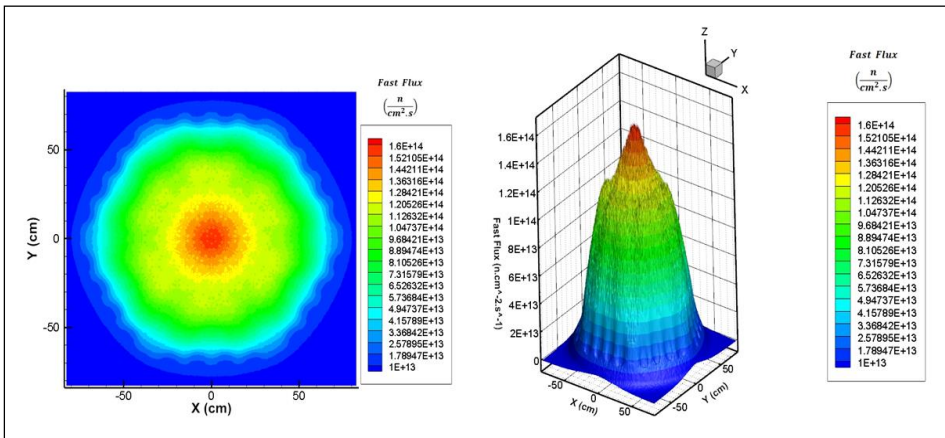 Fast Flux
(n/cm².s)
1.6E+14
1.52105E+14
1.44211E+14
1.36316E+14
1.28421E+14
1.20526E+14
1.12632E+14
1.04737E+14
9.68421E+13
8.89474E+13
8.10526E+13
7.31579E+13
6.52632E+13
5.73684E+13
4.94737E+13
4.15789E+13
3.36842E+13
2.57895E+13
1.78947E+13
1E+13
Y (cm)
50
0
-50
-50
0
50
X (cm)
Z
Y
X
Fast Flux (n.cm^-2.s^-1)
1.6E+14
1.4E+14
1.2E+14
1E+14
8E+13
6E+13
4E+13
2E+13
0
-50
0
50
X (cm)
-50
0
50
Y (cm)
Fast Flux
(n/cm².s)
1.6E+14
1.52105E+14
1.44211E+14
1.36316E+14
1.28421E+14
1.20526E+14
1.12632E+14
1.04737E+14
9.68421E+13
8.89474E+13
8.10526E+13
7.31579E+13
6.52632E+13
5.73684E+13
4.94737E+13
4.15789E+13
3.36842E+13
2.57895E+13
1.78947E+13
1E+13